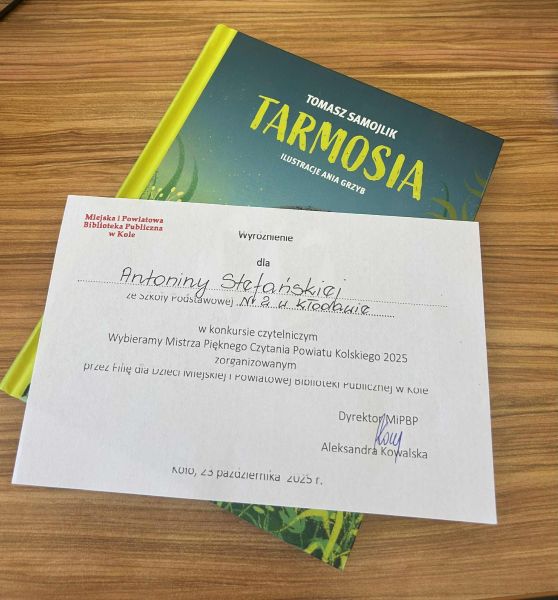 TOMASZ SAMOJLIK
TARMOSIA
ILUSTRACJE ANIA GRZYB
Miejska i Powiatowa
Biblioteka Publiczna
w Kole
Wyróżnienie
dla
Antoniny Stefańskiej
ze Szkoły Podstawowej Nr 2 w Kłodawie
w konkursie czytelniczym
Wybieramy Mistrza Pięknego Czytania Powiatu Kolskiego 2025
zorganizowanym
przez Filię dla Dzieci Miejskiej i Powiatowej Biblioteki Publicznej w Kole
Dyrektor MiPBP
Aleksandra Kowalska
Koło, 23 października 2025 r.